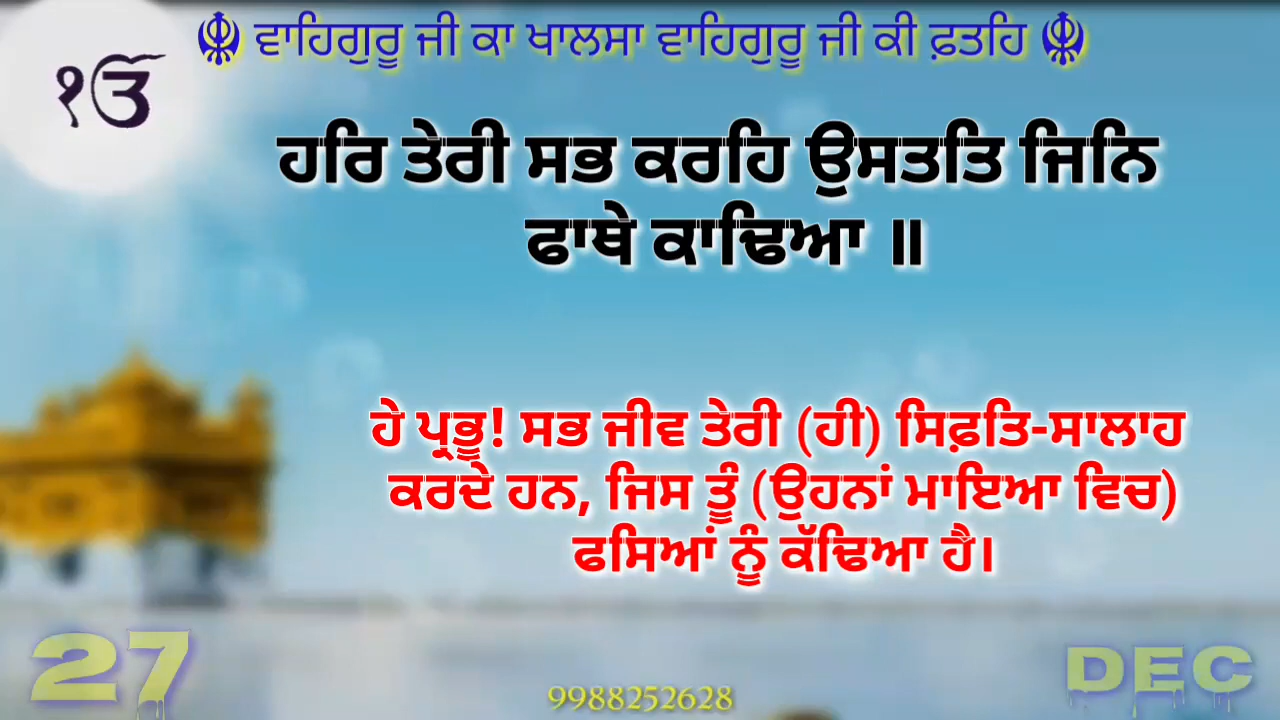 ☬ ਵਾਹਿਗੁਰੂ ਜੀ ਕਾ ਖਾਲਸਾ ਵਾਹਿਗੁਰੂ ਜੀ ਕੀ ਫ਼ਤਹਿ ☬
ੴ
ਹਰਿ ਤੇਰੀ ਸਭ ਕਰਹਿ ਉਸਤਤਿ ਜਿਨਿ
ਫਾਥੇ ਕਾਢਿਆ ॥
ਹੇ ਪ੍ਰਭੂ! ਸਭ ਜੀਵ ਤੇਰੀ (ਹੀ) ਸਿਫ਼ਤਿ-ਸਾਲਾਹ
ਕਰਦੇ ਹਨ, ਜਿਸ ਤੂੰ (ਉਹਨਾਂ ਮਾਇਆ ਵਿਚ)
ਫਸਿਆਂ ਨੂੰ ਕੱਢਿਆ ਹੈ।
27
DEC
9988252628